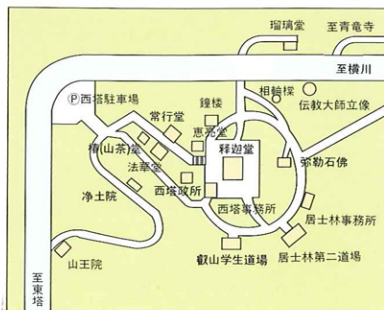 瑠璃堂
至青竜寺
至横川
Ⓟ西塔駐車場
相輪橖
伝教大師立像
鐘楼
常行堂
恵亮堂
釋迦堂
椿(山茶)堂
法華堂
弥勒石佛
浄土院
西塔政所
西塔事務所
居士林事務所
叡山学生道場
居士林第二道場
山王院
至東塔